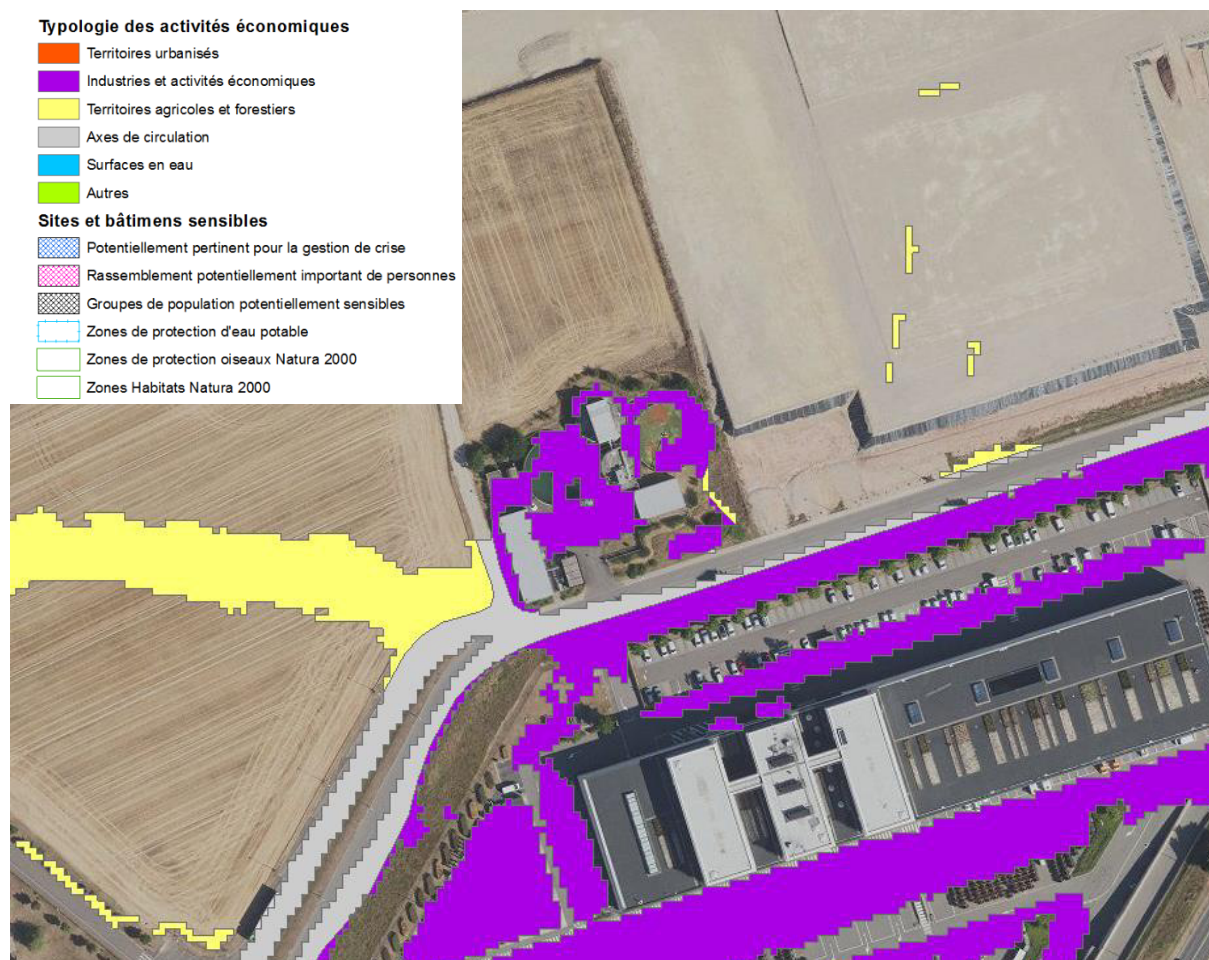 Typologie des activités économiques
Territoires urbanisés
Industries et activités économiques
Territoires agricoles et forestiers
Axes de circulation
Surfaces en eau
Autres
Sites et bâtimens sensibles
Potentiellement pertinent pour la gestion de crise
Rassemblement potentiellement important de personnes
Groupes de population potentiellement sensibles
Zones de protection d'eau potable
Zones de protection oiseaux Natura 2000
Zones Habitats Natura 2000